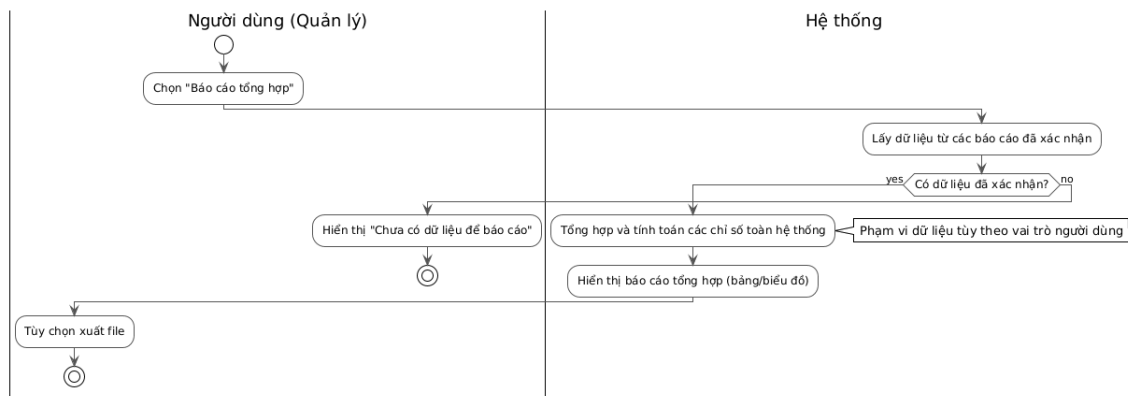 Người dùng (Quản lý)
Hệ thống
Chọn "Báo cáo tổng hợp"
Lấy dữ liệu từ các báo cáo đã xác nhận
yes
Có dữ liệu đã xác nhận?
no
Hiển thị "Chưa có dữ liệu để báo cáo"
Tổng hợp và tính toán các chỉ số toàn hệ thống
Phạm vi dữ liệu tùy theo vai trò người dùng
Hiển thị báo cáo tổng hợp (bảng/biểu đồ)
Tùy chọn xuất file